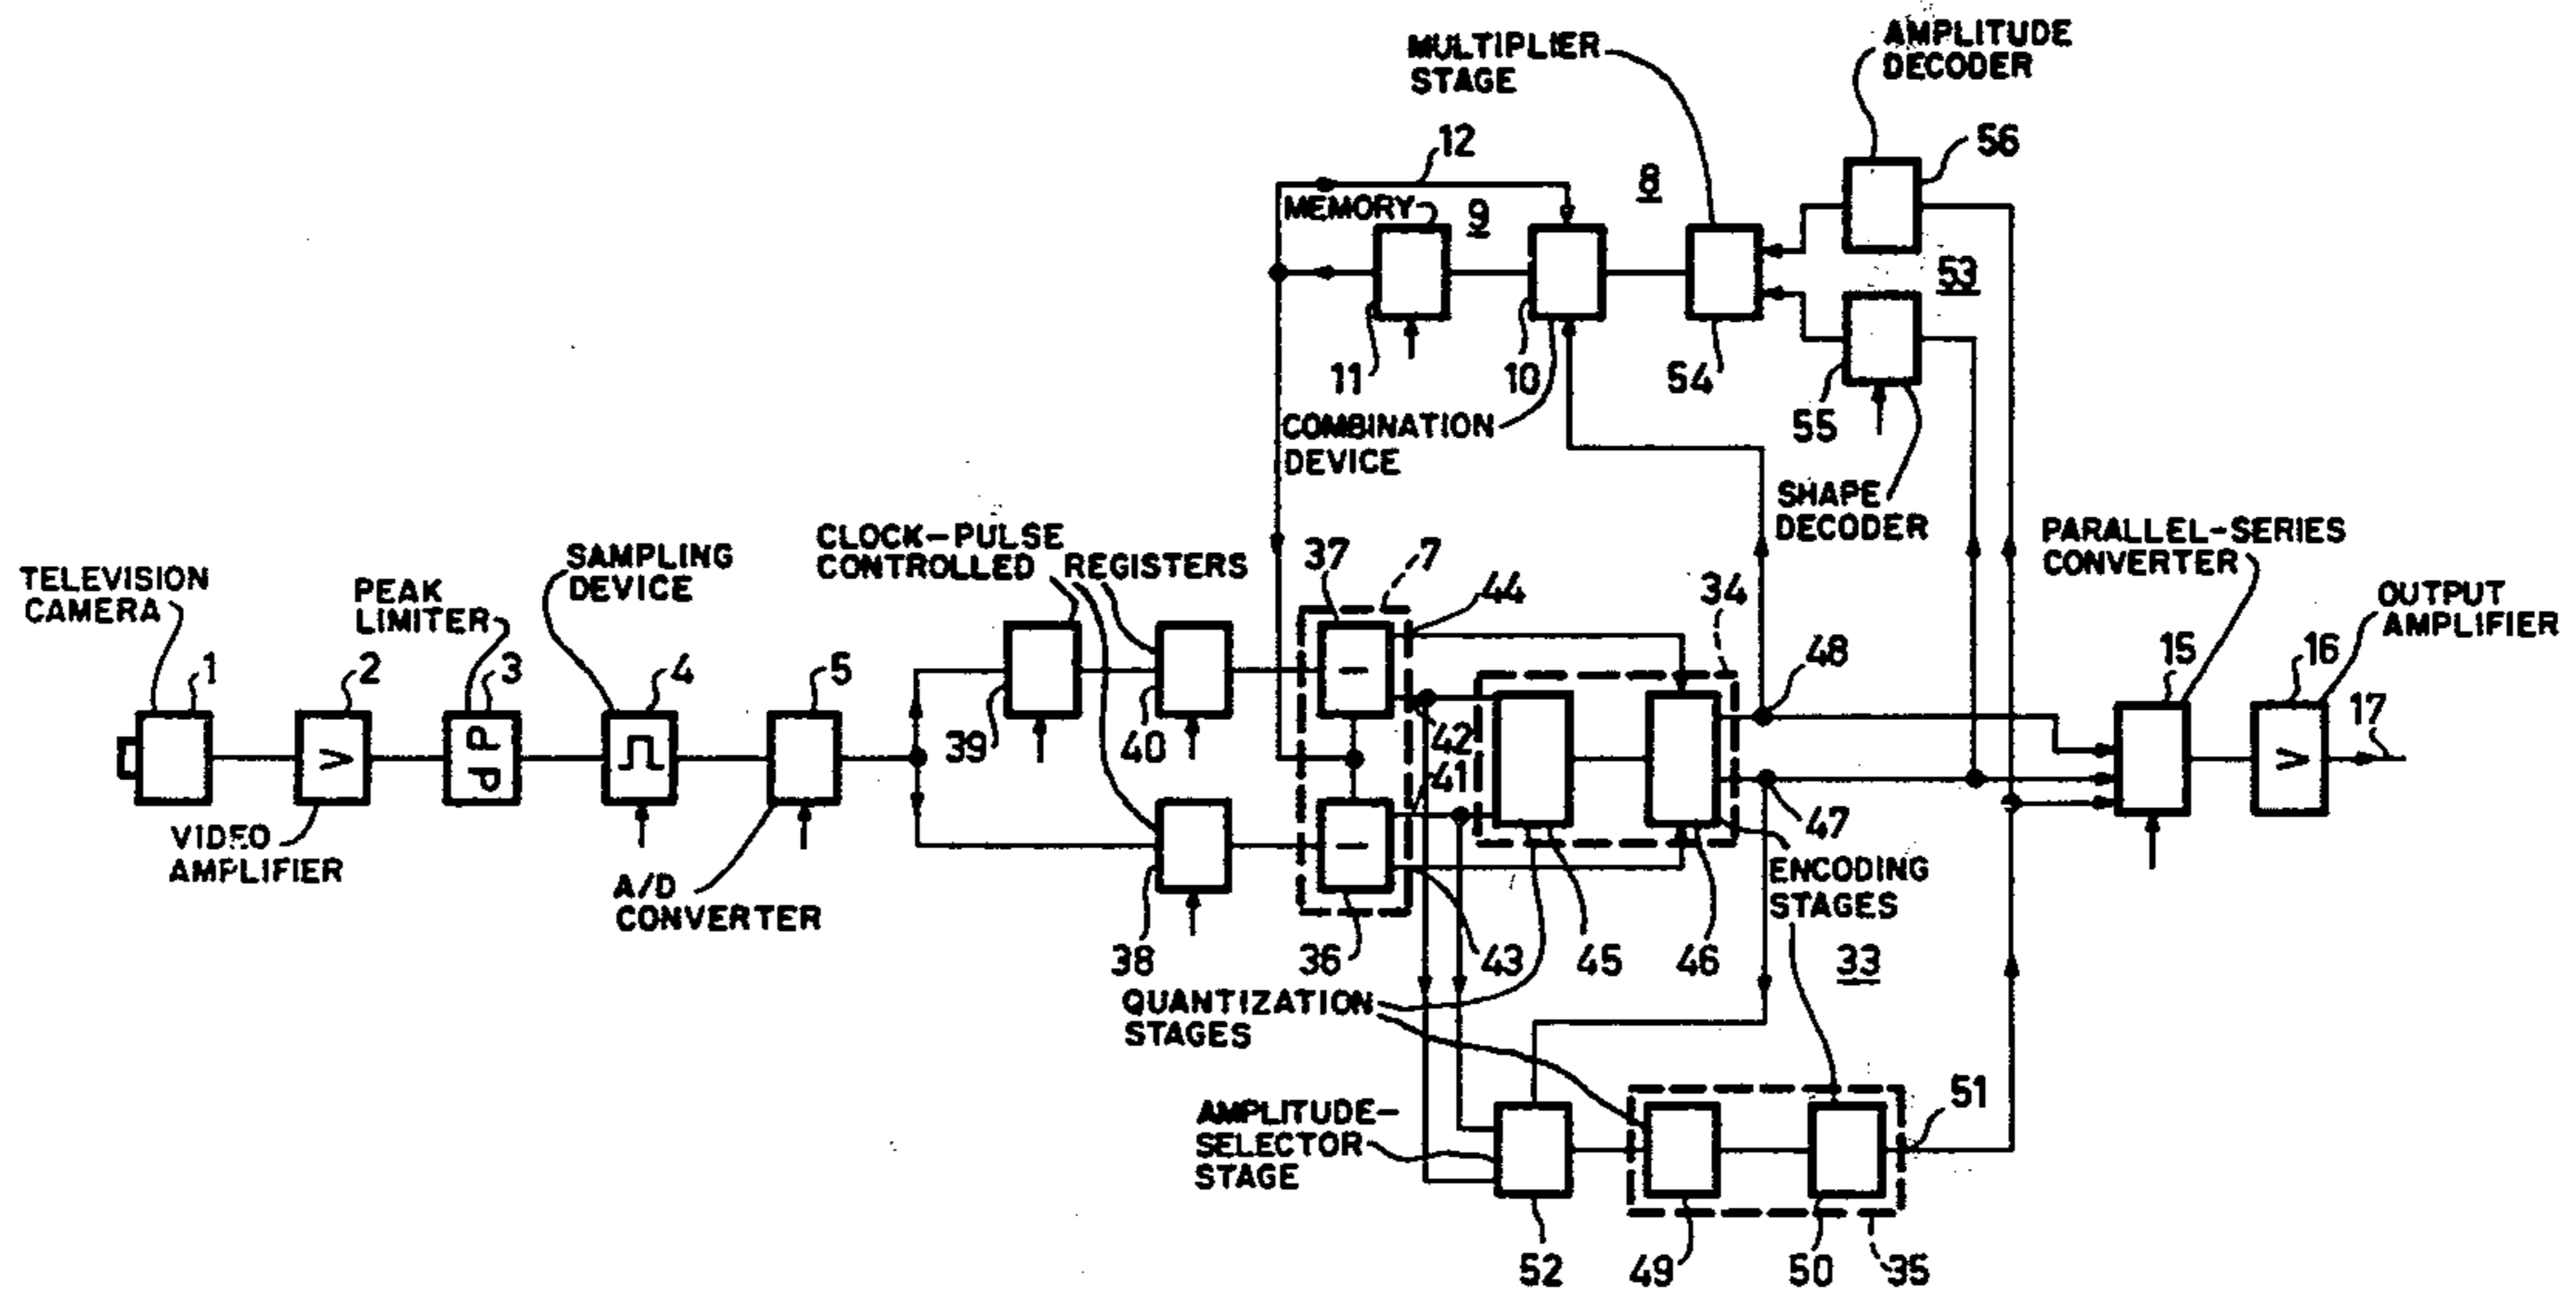 AMPLITUDE
DECODER
MULTIPLIER
STAGE
56
12
8
MEMORY
9
53
11
10
54
55
COMBINATION
DEVICE
SHAPE
DECODER
PARALLEL-SERIES
CONVERTER
CLOCK-PULSE
CONTROLLED REGISTERS
SAMPLING
DEVICE
TELEVISION
CAMERA
PEAK
LIMITER
37
7
44
34
OUTPUT
AMPLIFIER
1
2
3
4
5
48
15
16
17
39
40
42
41
V
d P
V
47
VIDEO
AMPLIFIER
A/D
CONVERTER
ENCODING
STAGES
38
36
43
45
46
33
QUANTIZATION
STAGES
51
AMPLITUDE-
SELECTOR
STAGE
52
49
50
35